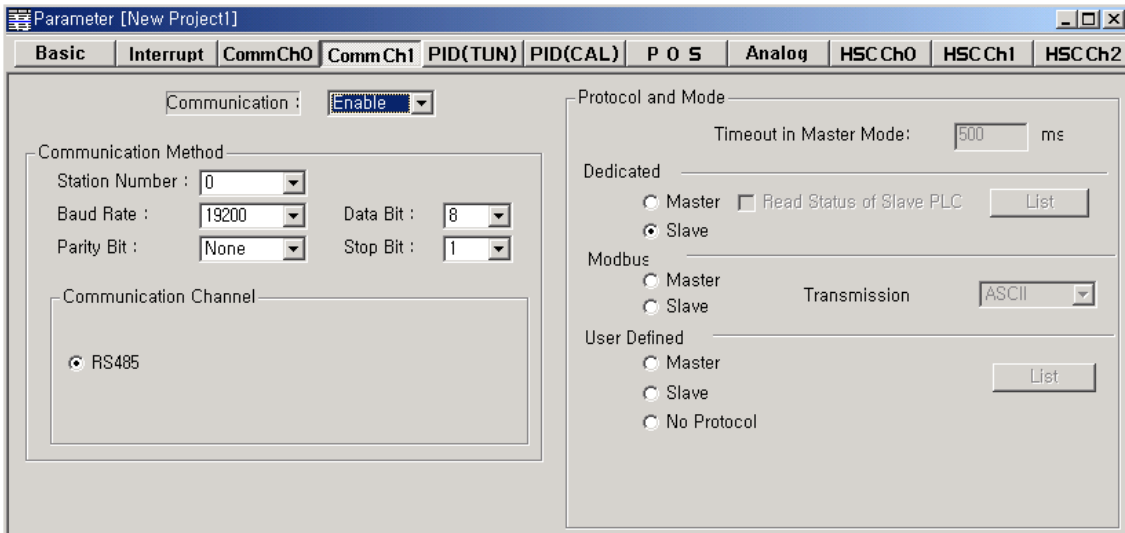 Parameter [New Project1]
Basic Interrupt CommCh0 CommCh1 PID(TUN) PID(CAL) P O S Analog HSCCh0 HSCCh1 HSCCh2
Communication : Enable
Communication Method
Station Number : 0
Baud Rate : 19200 Data Bit : 8
Parity Bit : None Stop Bit : 1
Communication Channel
RS485
Protocol and Mode
Timeout in Master Mode: 500 ms
Dedicated
Master Read Status of Slave PLC List
Slave
Modbus
Master
Transmission ASCII
Slave
User Defined
Master
List
Slave
No Protocol